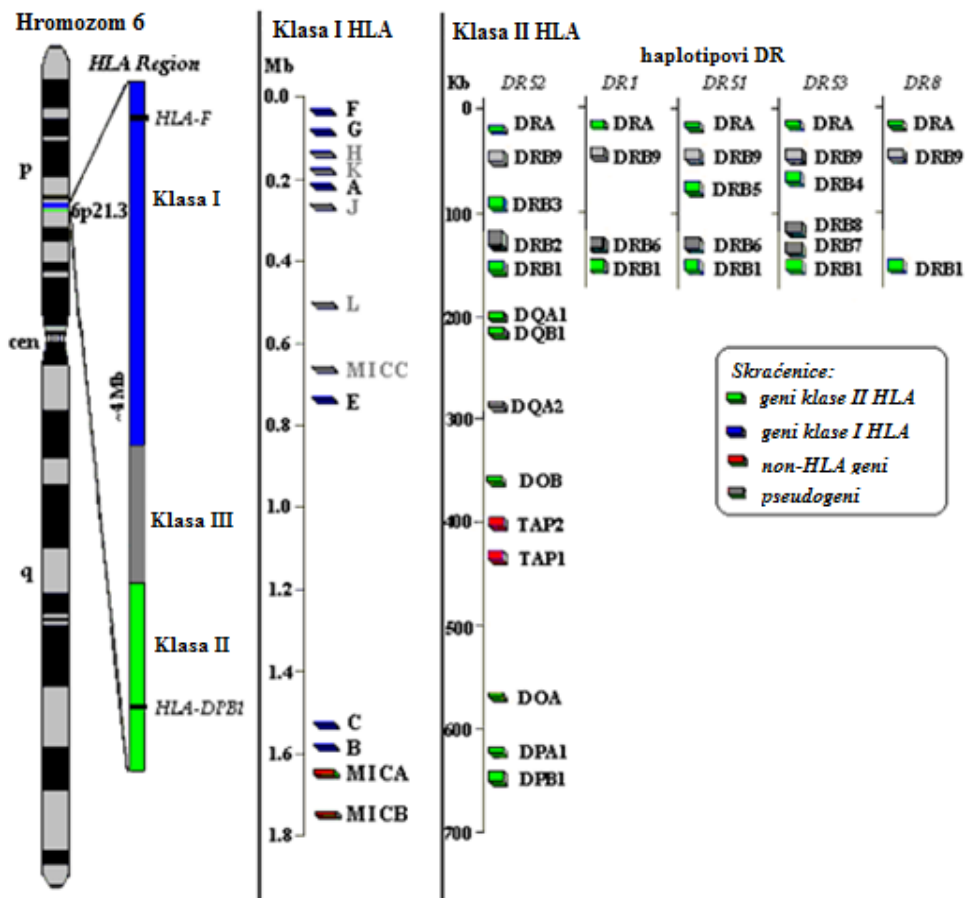 Hromozom 6
HLA Region
HLA-F
p
6p21.3
Klasa I
cen
~4Mb
Klasa III
q
Klasa II
HLA-DPB1
Klasa I HLA
Mb
0.0
F
G
H
K
0.2
A
J
0.4
L
0.6
MICC
E
0.8
1.0
1.2
1.4
C
B
1.6
MICA
MICB
1.8
Klasa II HLA
haplotipovi DR
Kb
DR52
DR1
DR51
DR53
DR8
0
100
200
300
400
500
600
700
DRA
DRB9
DRB3
DRB2
DRB1
DQA1
DQB1
DQA2
DOB
TAP2
TAP1
DOA
DPA1
DPB1
DRA
DRB9
DRB6
DRB1
DRA
DRB9
DRB5
DRB6
DRB1
DRA
DRB9
DRB4
DRB8
DRB7
DRB1
DRA
DRB9
DRB1
Skraćenice:
geni klase II HLA
geni klase I HLA
non-HLA geni
pseudogeni